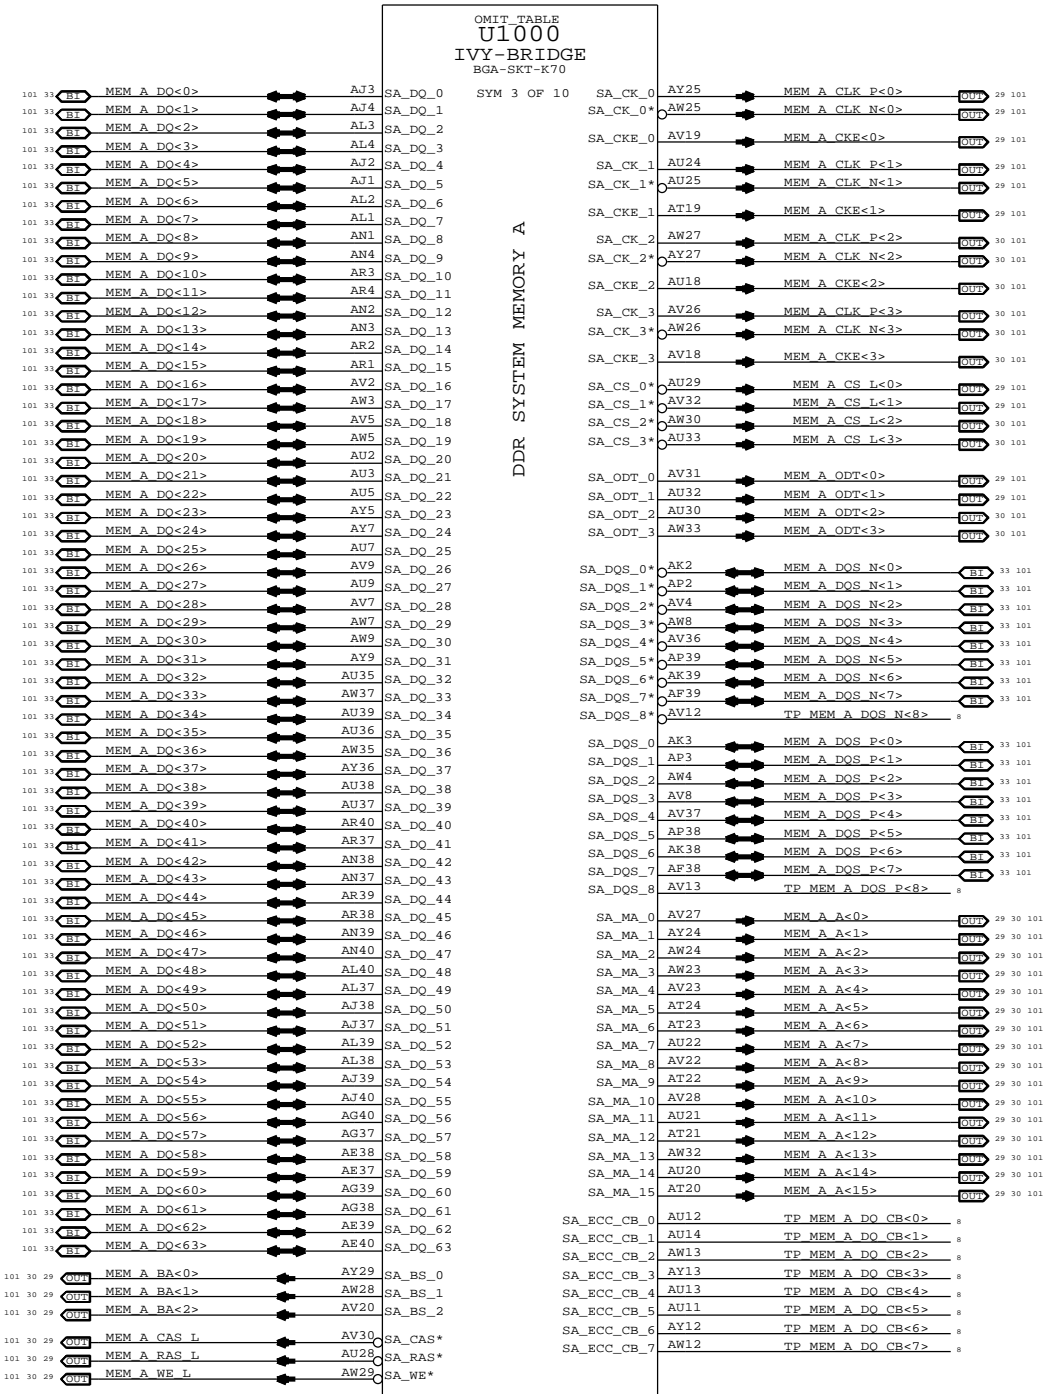 OMIT_TABLE
U1000
IVY-BRIDGE
BGA-SKT-K70
SYM 3 OF 10
DDR SYSTEM MEMORY A
101 33 BI MEM_A_DQ<0> AJ3 SA_DQ_0
101 33 BI MEM_A_DQ<1> AJ4 SA_DQ_1
101 33 BI MEM_A_DQ<2> AL3 SA_DQ_2
101 33 BI MEM_A_DQ<3> AL4 SA_DQ_3
101 33 BI MEM_A_DQ<4> AJ2 SA_DQ_4
101 33 BI MEM_A_DQ<5> AJ1 SA_DQ_5
101 33 BI MEM_A_DQ<6> AL2 SA_DQ_6
101 33 BI MEM_A_DQ<7> AL1 SA_DQ_7
101 33 BI MEM_A_DQ<8> AN1 SA_DQ_8
101 33 BI MEM_A_DQ<9> AN4 SA_DQ_9
101 33 BI MEM_A_DQ<10> AR3 SA_DQ_10
101 33 BI MEM_A_DQ<11> AR4 SA_DQ_11
101 33 BI MEM_A_DQ<12> AN2 SA_DQ_12
101 33 BI MEM_A_DQ<13> AN3 SA_DQ_13
101 33 BI MEM_A_DQ<14> AR2 SA_DQ_14
101 33 BI MEM_A_DQ<15> AR1 SA_DQ_15
101 33 BI MEM_A_DQ<16> AV2 SA_DQ_16
101 33 BI MEM_A_DQ<17> AW3 SA_DQ_17
101 33 BI MEM_A_DQ<18> AV5 SA_DQ_18
101 33 BI MEM_A_DQ<19> AW5 SA_DQ_19
101 33 BI MEM_A_DQ<20> AU2 SA_DQ_20
101 33 BI MEM_A_DQ<21> AU3 SA_DQ_21
101 33 BI MEM_A_DQ<22> AU5 SA_DQ_22
101 33 BI MEM_A_DQ<23> AY5 SA_DQ_23
101 33 BI MEM_A_DQ<24> AY7 SA_DQ_24
101 33 BI MEM_A_DQ<25> AU7 SA_DQ_25
101 33 BI MEM_A_DQ<26> AV9 SA_DQ_26
101 33 BI MEM_A_DQ<27> AU9 SA_DQ_27
101 33 BI MEM_A_DQ<28> AV7 SA_DQ_28
101 33 BI MEM_A_DQ<29> AW7 SA_DQ_29
101 33 BI MEM_A_DQ<30> AW9 SA_DQ_30
101 33 BI MEM_A_DQ<31> AY9 SA_DQ_31
101 33 BI MEM_A_DQ<32> AU35 SA_DQ_32
101 33 BI MEM_A_DQ<33> AW37 SA_DQ_33
101 33 BI MEM_A_DQ<34> AU39 SA_DQ_34
101 33 BI MEM_A_DQ<35> AU36 SA_DQ_35
101 33 BI MEM_A_DQ<36> AW35 SA_DQ_36
101 33 BI MEM_A_DQ<37> AY36 SA_DQ_37
101 33 BI MEM_A_DQ<38> AU38 SA_DQ_38
101 33 BI MEM_A_DQ<39> AU37 SA_DQ_39
101 33 BI MEM_A_DQ<40> AR40 SA_DQ_40
101 33 BI MEM_A_DQ<41> AR37 SA_DQ_41
101 33 BI MEM_A_DQ<42> AN38 SA_DQ_42
101 33 BI MEM_A_DQ<43> AN37 SA_DQ_43
101 33 BI MEM_A_DQ<44> AR39 SA_DQ_44
101 33 BI MEM_A_DQ<45> AR38 SA_DQ_45
101 33 BI MEM_A_DQ<46> AN39 SA_DQ_46
101 33 BI MEM_A_DQ<47> AN40 SA_DQ_47
101 33 BI MEM_A_DQ<48> AL40 SA_DQ_48
101 33 BI MEM_A_DQ<49> AL37 SA_DQ_49
101 33 BI MEM_A_DQ<50> AJ38 SA_DQ_50
101 33 BI MEM_A_DQ<51> AJ37 SA_DQ_51
101 33 BI MEM_A_DQ<52> AL39 SA_DQ_52
101 33 BI MEM_A_DQ<53> AL38 SA_DQ_53
101 33 BI MEM_A_DQ<54> AJ39 SA_DQ_54
101 33 BI MEM_A_DQ<55> AJ40 SA_DQ_55
101 33 BI MEM_A_DQ<56> AG40 SA_DQ_56
101 33 BI MEM_A_DQ<57> AG37 SA_DQ_57
101 33 BI MEM_A_DQ<58> AE38 SA_DQ_58
101 33 BI MEM_A_DQ<59> AE37 SA_DQ_59
101 33 BI MEM_A_DQ<60> AG39 SA_DQ_60
101 33 BI MEM_A_DQ<61> AG38 SA_DQ_61
101 33 BI MEM_A_DQ<62> AE39 SA_DQ_62
101 33 BI MEM_A_DQ<63> AE40 SA_DQ_63
101 30 29 OUT MEM_A_BA<0> AY29 SA_BS_0
101 30 29 OUT MEM_A_BA<1> AW28 SA_BS_1
101 30 29 OUT MEM_A_BA<2> AV20 SA_BS_2
101 30 29 OUT MEM_A_CAS_L AV30 SA_CAS*
101 30 29 OUT MEM_A_RAS_L AU28 SA_RAS*
101 30 29 OUT MEM_A_WE_L AW29 SA_WE*
SA_CK_0 AY25 MEM_A_CLK_P<0> OUT 29 101
SA_CK_0* AW25 MEM_A_CLK_N<0> OUT 29 101
SA_CKE_0 AV19 MEM_A_CKE<0> OUT 29 101
SA_CK_1 AU24 MEM_A_CLK_P<1> OUT 29 101
SA_CK_1* AU25 MEM_A_CLK_N<1> OUT 29 101
SA_CKE_1 AT19 MEM_A_CKE<1> OUT 29 101
SA_CK_2 AW27 MEM_A_CLK_P<2> OUT 30 101
SA_CK_2* AY27 MEM_A_CLK_N<2> OUT 30 101
SA_CKE_2 AU18 MEM_A_CKE<2> OUT 30 101
SA_CK_3 AV26 MEM_A_CLK_P<3> OUT 30 101
SA_CK_3* AW26 MEM_A_CLK_N<3> OUT 30 101
SA_CKE_3 AV18 MEM_A_CKE<3> OUT 30 101
SA_CS_0* AU29 MEM_A_CS_L<0> OUT 29 101
SA_CS_1* AV32 MEM_A_CS_L<1> OUT 29 101
SA_CS_2* AW30 MEM_A_CS_L<2> OUT 30 101
SA_CS_3* AU33 MEM_A_CS_L<3> OUT 30 101
SA_ODT_0 AV31 MEM_A_ODT<0> OUT 29 101
SA_ODT_1 AU32 MEM_A_ODT<1> OUT 29 101
SA_ODT_2 AU30 MEM_A_ODT<2> OUT 30 101
SA_ODT_3 AW33 MEM_A_ODT<3> OUT 30 101
SA_DQS_0* AK2 MEM_A_DQS_N<0> BI 33 101
SA_DQS_1* AP2 MEM_A_DQS_N<1> BI 33 101
SA_DQS_2* AV4 MEM_A_DQS_N<2> BI 33 101
SA_DQS_3* AW8 MEM_A_DQS_N<3> BI 33 101
SA_DQS_4* AV36 MEM_A_DQS_N<4> BI 33 101
SA_DQS_5* AP39 MEM_A_DQS_N<5> BI 33 101
SA_DQS_6* AK39 MEM_A_DQS_N<6> BI 33 101
SA_DQS_7* AF39 MEM_A_DQS_N<7> BI 33 101
SA_DQS_8* AV12 TP_MEM_A_DQS_N<8> 8
SA_DQS_0 AK3 MEM_A_DQS_P<0> BI 33 101
SA_DQS_1 AP3 MEM_A_DQS_P<1> BI 33 101
SA_DQS_2 AW4 MEM_A_DQS_P<2> BI 33 101
SA_DQS_3 AV8 MEM_A_DQS_P<3> BI 33 101
SA_DQS_4 AV37 MEM_A_DQS_P<4> BI 33 101
SA_DQS_5 AP38 MEM_A_DQS_P<5> BI 33 101
SA_DQS_6 AK38 MEM_A_DQS_P<6> BI 33 101
SA_DQS_7 AF38 MEM_A_DQS_P<7> BI 33 101
SA_DQS_8 AV13 TP_MEM_A_DQS_P<8> 8
SA_MA_0 AV27 MEM_A_A<0> OUT 29 30 101
SA_MA_1 AY24 MEM_A_A<1> OUT 29 30 101
SA_MA_2 AW24 MEM_A_A<2> OUT 29 30 101
SA_MA_3 AW23 MEM_A_A<3> OUT 29 30 101
SA_MA_4 AV23 MEM_A_A<4> OUT 29 30 101
SA_MA_5 AT24 MEM_A_A<5> OUT 29 30 101
SA_MA_6 AT23 MEM_A_A<6> OUT 29 30 101
SA_MA_7 AU22 MEM_A_A<7> OUT 29 30 101
SA_MA_8 AV22 MEM_A_A<8> OUT 29 30 101
SA_MA_9 AT22 MEM_A_A<9> OUT 29 30 101
SA_MA_10 AV28 MEM_A_A<10> OUT 29 30 101
SA_MA_11 AU21 MEM_A_A<11> OUT 29 30 101
SA_MA_12 AT21 MEM_A_A<12> OUT 29 30 101
SA_MA_13 AW32 MEM_A_A<13> OUT 29 30 101
SA_MA_14 AU20 MEM_A_A<14> OUT 29 30 101
SA_MA_15 AT20 MEM_A_A<15> OUT 29 30 101
SA_ECC_CB_0 AU12 TP_MEM_A_DQ_CB<0> 8
SA_ECC_CB_1 AU14 TP_MEM_A_DQ_CB<1> 8
SA_ECC_CB_2 AW13 TP_MEM_A_DQ_CB<2> 8
SA_ECC_CB_3 AY13 TP_MEM_A_DQ_CB<3> 8
SA_ECC_CB_4 AU13 TP_MEM_A_DQ_CB<4> 8
SA_ECC_CB_5 AU11 TP_MEM_A_DQ_CB<5> 8
SA_ECC_CB_6 AY12 TP_MEM_A_DQ_CB<6> 8
SA_ECC_CB_7 AW12 TP_MEM_A_DQ_CB<7> 8